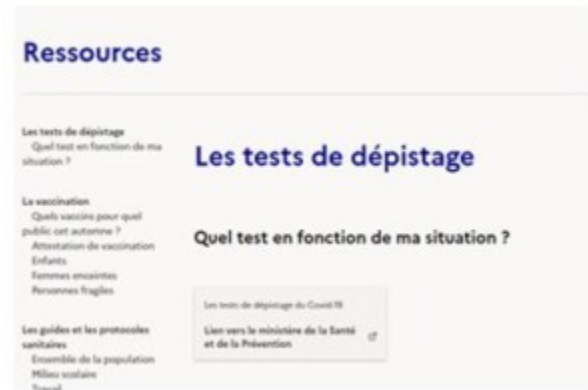 Ressources
Les tests de dépistage
Quel test en fonction de ma
situation ?
La vaccination
Quels vaccins pour quel
public cet automne ?
Attestation de vaccination
Enfants
Femmes enceintes
Personnes fragiles
Les guides et les protocoles
sanitaires
Ensemble de la population
Milieu scolaire
Travail
Les tests de dépistage
Quel test en fonction de ma situation ?
Les tests de dépistage du Covid-19
Lien vers le ministère de la Santé
et de la Prévention